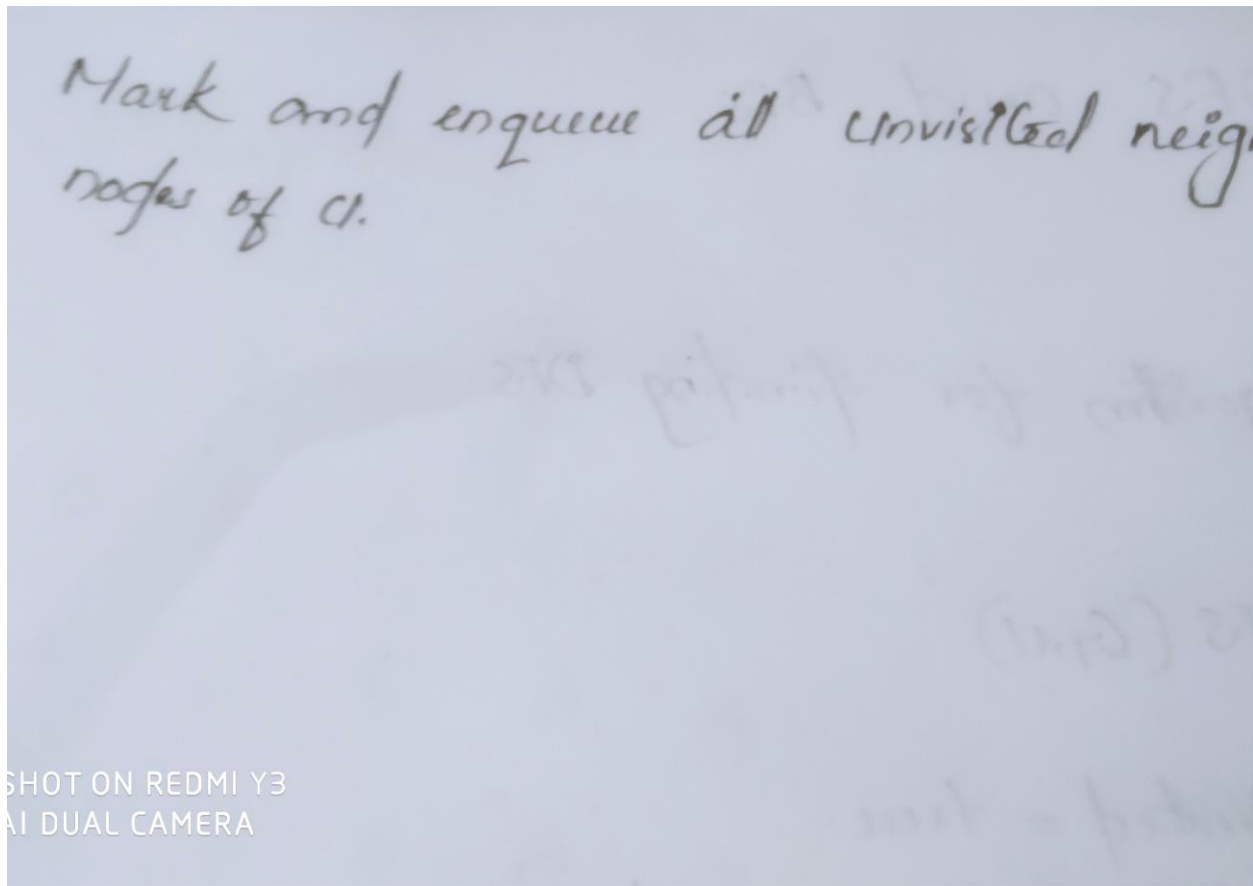 Mark and enqueue all unvisited neig
nodes of u.
SHOT ON REDMI Y3
AI DUAL CAMERA